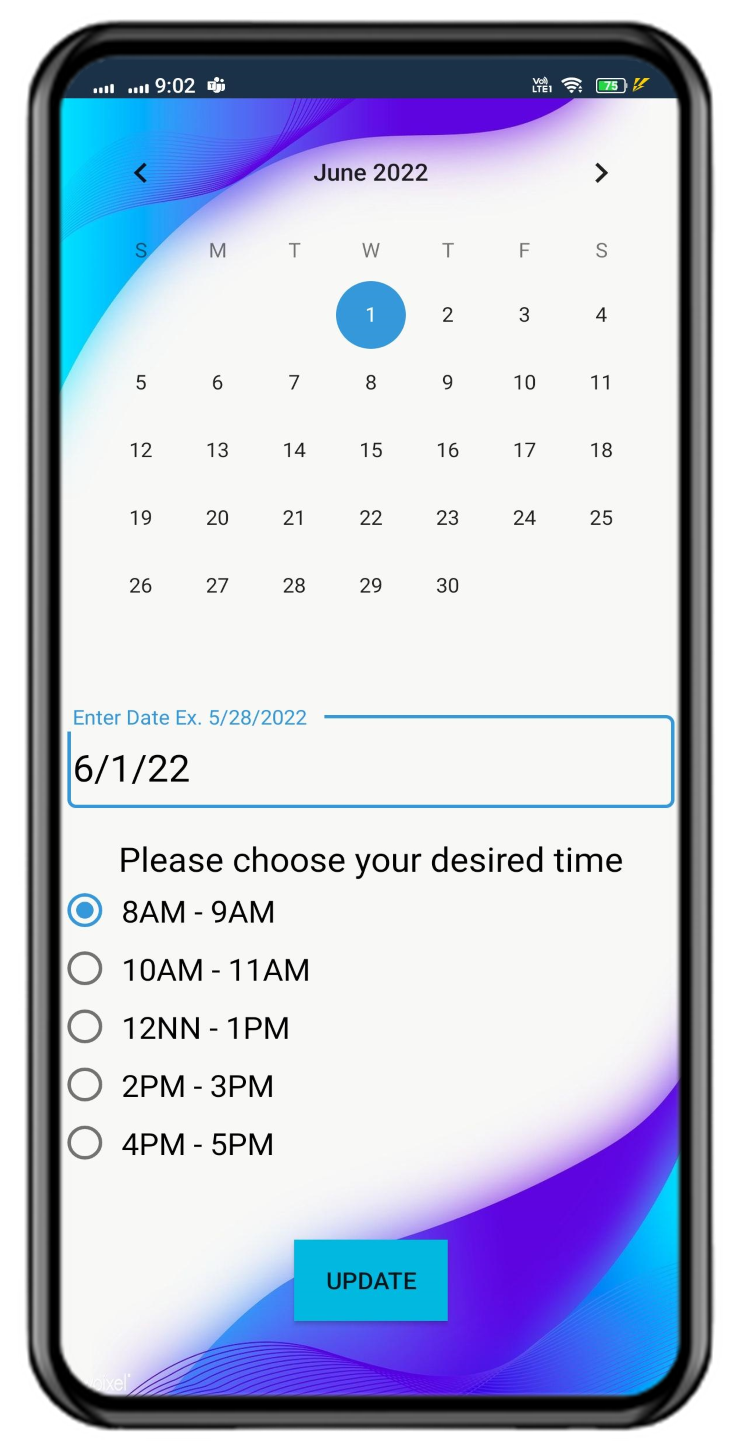 9:02 Vo) LTE1 75
June 2022
S M T W T F S
1 2 3 4
5 6 7 8 9 10 11
12 13 14 15 16 17 18
19 20 21 22 23 24 25
26 27 28 29 30
Enter Date Ex. 5/28/2022
6/1/22
Please choose your desired time
8AM - 9AM
10AM - 11AM
12NN - 1PM
2PM - 3PM
4PM - 5PM
UPDATE